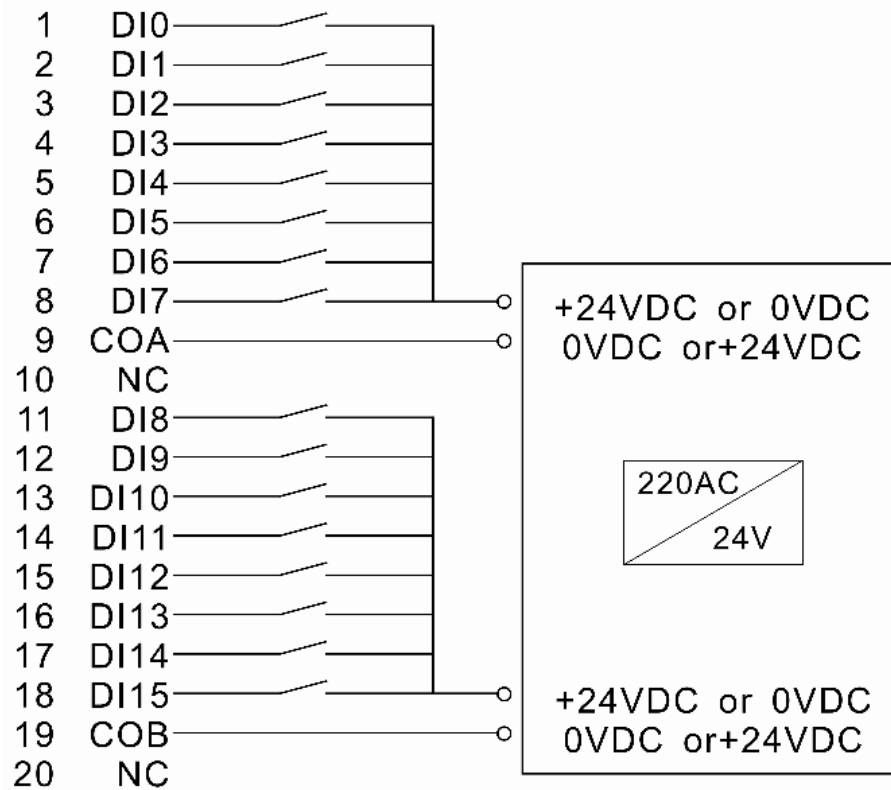 1 DI0
2 DI1
3 DI2
4 DI3
5 DI4
6 DI5
7 DI6
8 DI7
9 COA
10 NC
11 DI8
12 DI9
13 DI10
14 DI11
15 DI12
16 DI13
17 DI14
18 DI15
19 COB
20 NC
+24VDC or 0VDC
0VDC or+24VDC
220AC
24V
+24VDC or 0VDC
0VDC or+24VDC